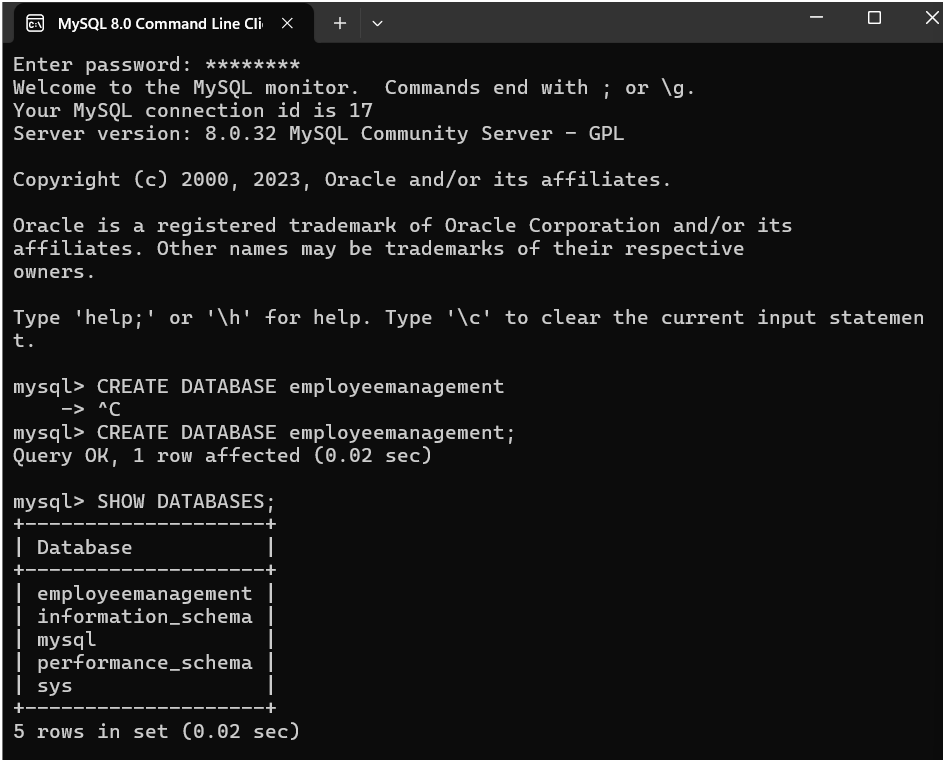 MySQL 8.0 Command Line Cli
Enter password: ********
Welcome to the MySQL monitor.  Commands end with ; or \g.
Your MySQL connection id is 17
Server version: 8.0.32 MySQL Community Server - GPL

Copyright (c) 2000, 2023, Oracle and/or its affiliates.

Oracle is a registered trademark of Oracle Corporation and/or its
affiliates. Other names may be trademarks of their respective
owners.

Type 'help;' or '\h' for help. Type '\c' to clear the current input statemen
t.

mysql> CREATE DATABASE employeemanagement
    -> ^C
mysql> CREATE DATABASE employeemanagement;
Query OK, 1 row affected (0.02 sec)

mysql> SHOW DATABASES;
+--------------------+
| Database           |
+--------------------+
| employeemanagement |
| information_schema |
| mysql              |
| performance_schema |
| sys                |
+--------------------+
5 rows in set (0.02 sec)